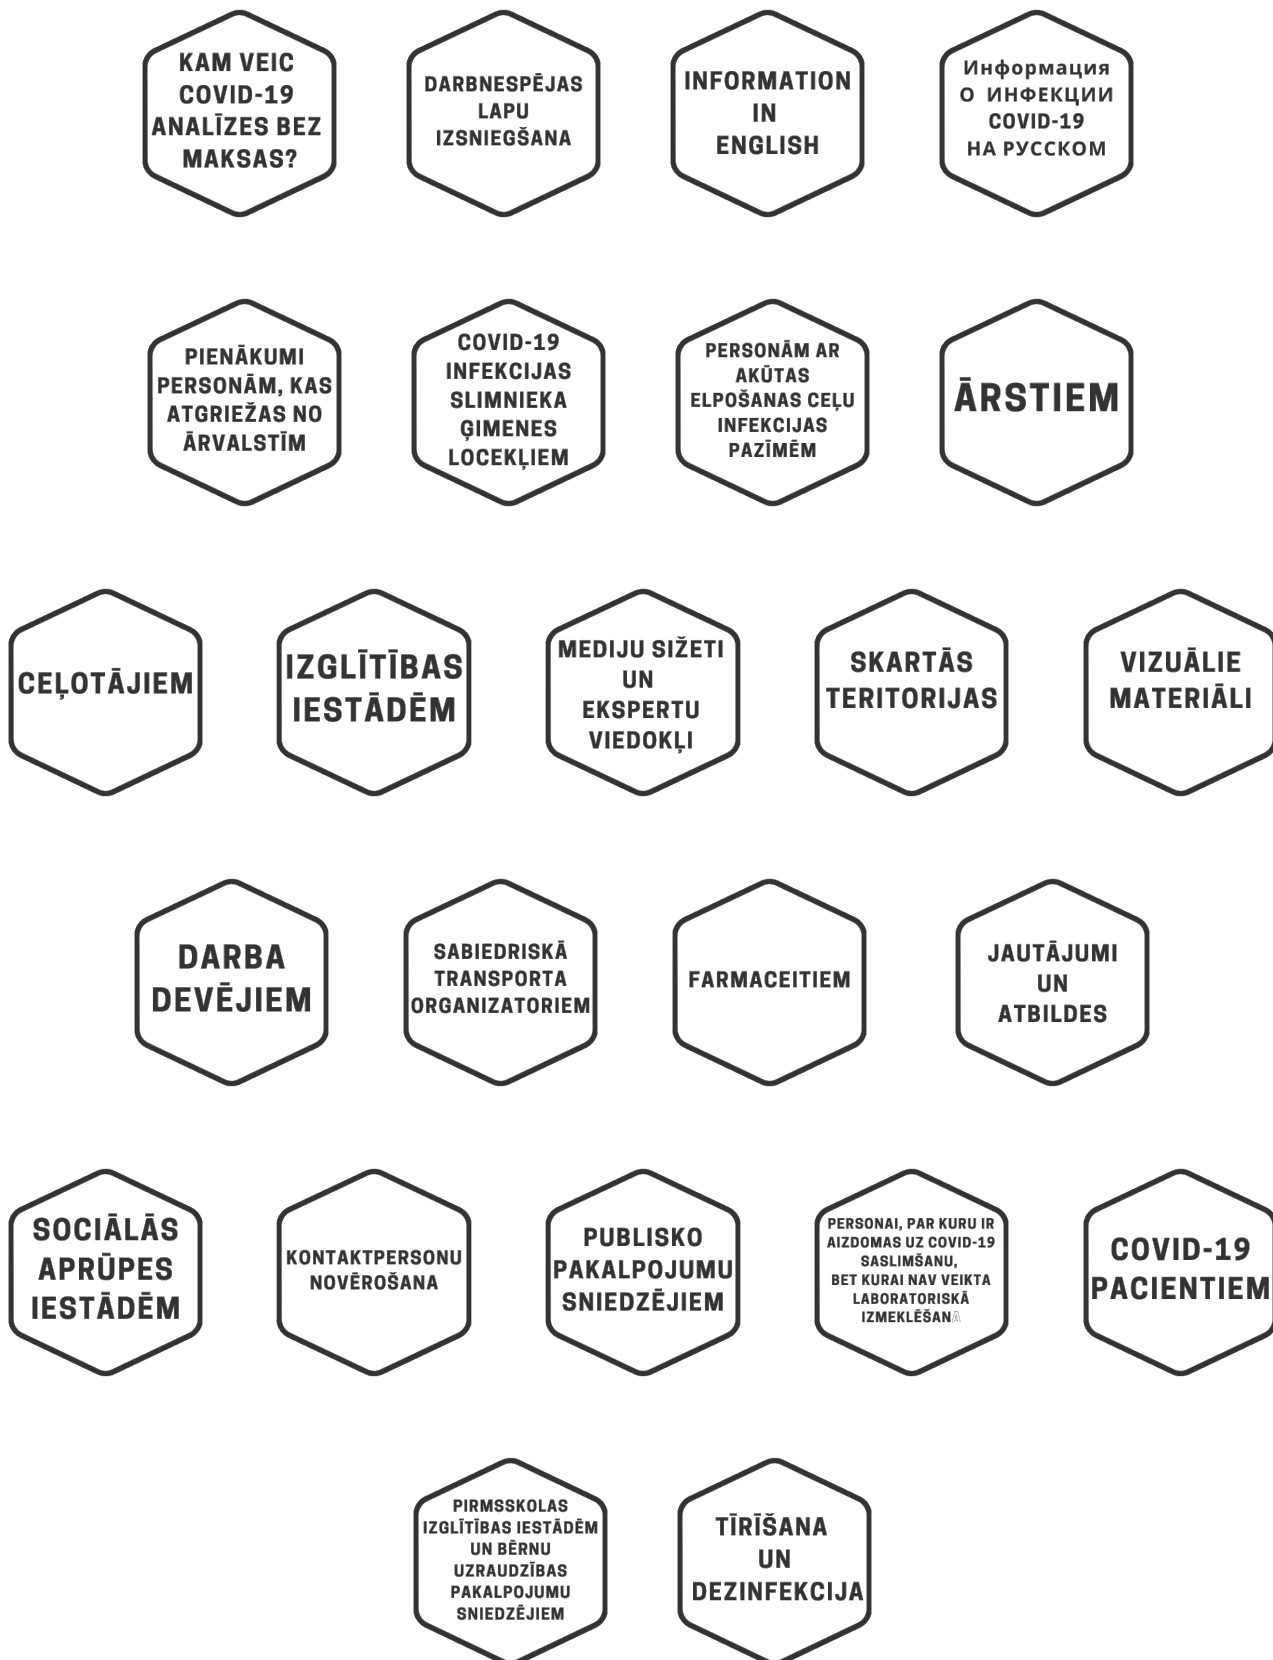 KAM VEIC
COVID-19
ANALĪZES BEZ
MAKSAS?
DARBNESPĒJAS
LAPU
IZSNIEGŠANA
INFORMATION
IN
ENGLISH
Информация
О ИНФЕКЦИИ
COVID-19
НА РУССКОМ
PIENĀKUMI
PERSONĀM, KAS
ATGRIEŽAS NO
ĀRVALSTĪM
COVID-19
INFEKCIJAS
SLIMNIEKA
ĢIMENES
LOCEKĻIEM
PERSONĀM AR
AKŪTAS
ELPOŠANAS CEĻU
INFEKCIJAS
PAZĪMĒM
ĀRSTIEM
CEĻOTĀJIEM
IZGLĪTĪBAS
IESTĀDĒM
MEDIJU SIŽETI
UN
EKSPERTU
VIEDOKĻI
SKARTĀS
TERITORIJAS
VIZUĀLIE
MATERIĀLI
DARBA
DEVĒJIEM
SABIEDRISKĀ
TRANSPORTA
ORGANIZATORIEM
FARMACEITIEM
JAUTĀJUMI
UN
ATBILDES
SOCIĀLĀS
APRŪPES
IESTĀDĒM
KONTAKTPERSONU
NOVĒROŠANA
PUBLISKO
PAKALPOJUMU
SNIEDZĒJIEM
PERSONAI, PAR KURU IR
AIZDOMAS UZ COVID-19
SASLIMŠANU,
BET KURAI NAV VEIKTA
LABORATORISKĀ
IZMEKLĒŠANA
COVID-19
PACIENTIEM
PIRMSSKOLAS
IZGLĪTĪBAS IESTĀDĒM
UN BĒRNU
UZRAUDZĪBAS
PAKALPOJUMU
SNIEDZĒJIEM
TĪRĪŠANA
UN
DEZINFEKCIJA